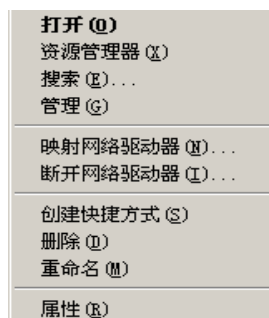 打开(O)
资源管理器(X)
搜索(E)...
管理(G)
映射网络驱动器(N)...
断开网络驱动器(I)...
创建快捷方式(S)
删除(D)
重命名(M)
属性(R)